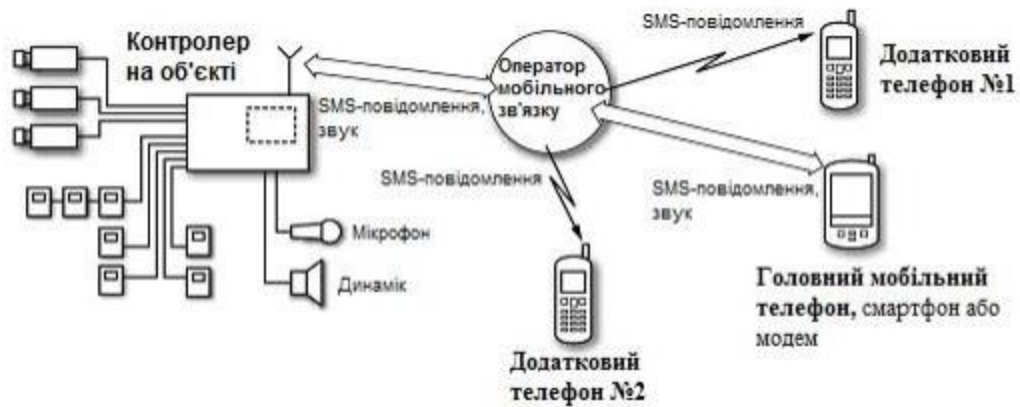 SMS-повідомлення
Контролер
на об'єкті
Оператор
мобільного
зв'язку
Додатковий
телефон №1
SMS-повідомлення,
звук
SMS-повідомлення
SMS-повідомлення,
звук
Мікрофон
Динамік
Головний мобільний
телефон, смартфон або
модем
Додатковий
телефон №2